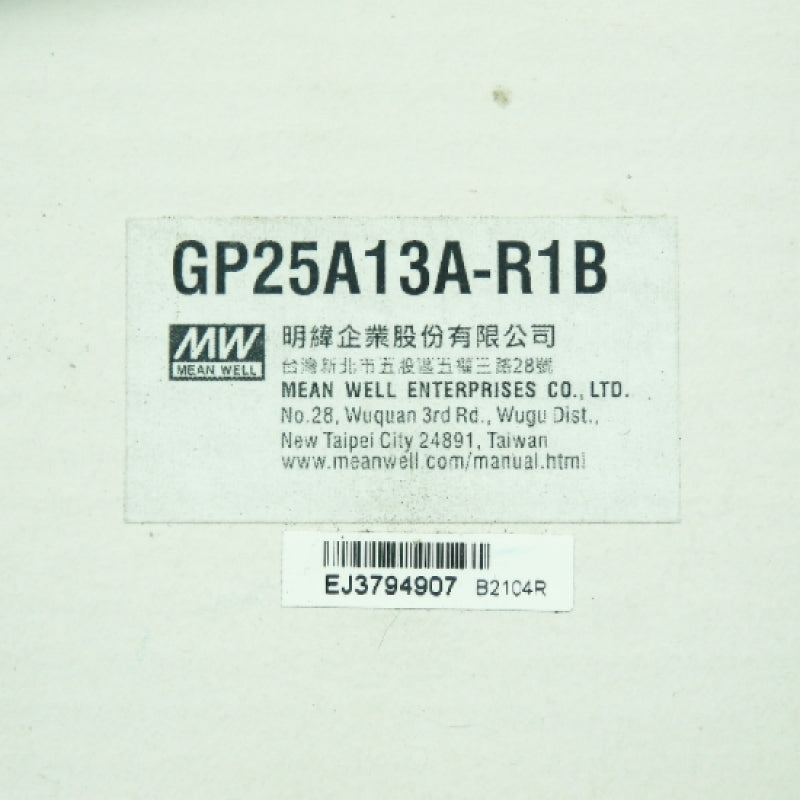 GP25A13A-R1B
MW
MEAN WELL
明緯企業股份有限公司
台灣新北市五股區五權三路28號
MEAN WELL ENTERPRISES CO., LTD.
No.28, Wuquan 3rd Rd., Wugu Dist.,
New Taipei City 24891, Taiwan
www.meanwell.com/manual.html
EJ3794907 B2104R